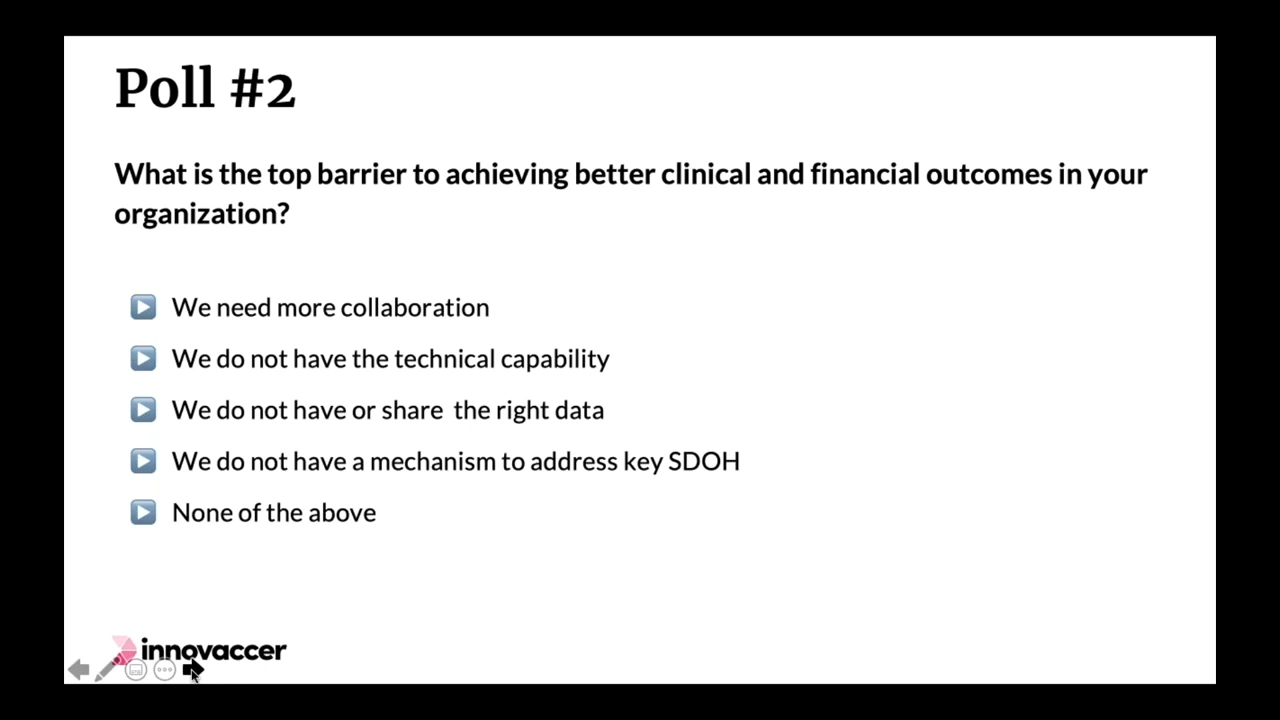 Poll #2
What is the top barrier to achieving better clinical and financial outcomes in your
organization?
We need more collaboration
We do not have the technical capability
We do not have or share  the right data
We do not have a mechanism to address key SDOH
None of the above
innovaccer